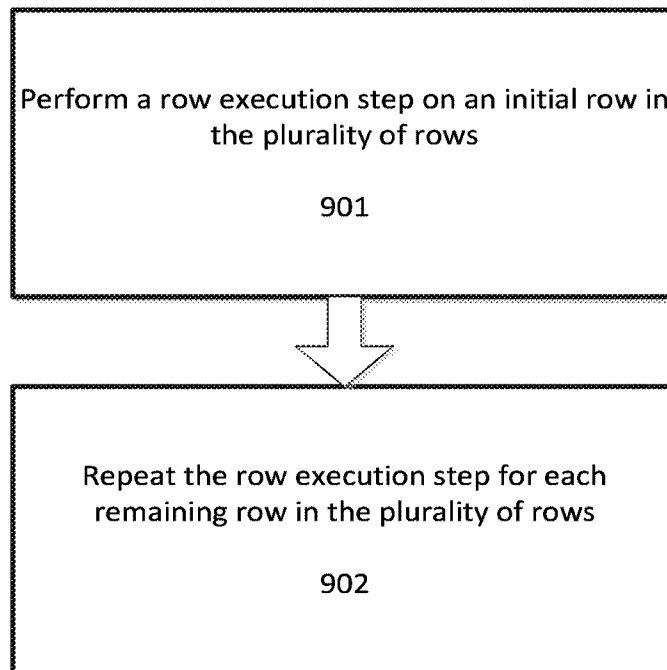 Perform a row execution step on an initial row in
the plurality of rows
901
Repeat the row execution step for each
remaining row in the plurality of rows
902